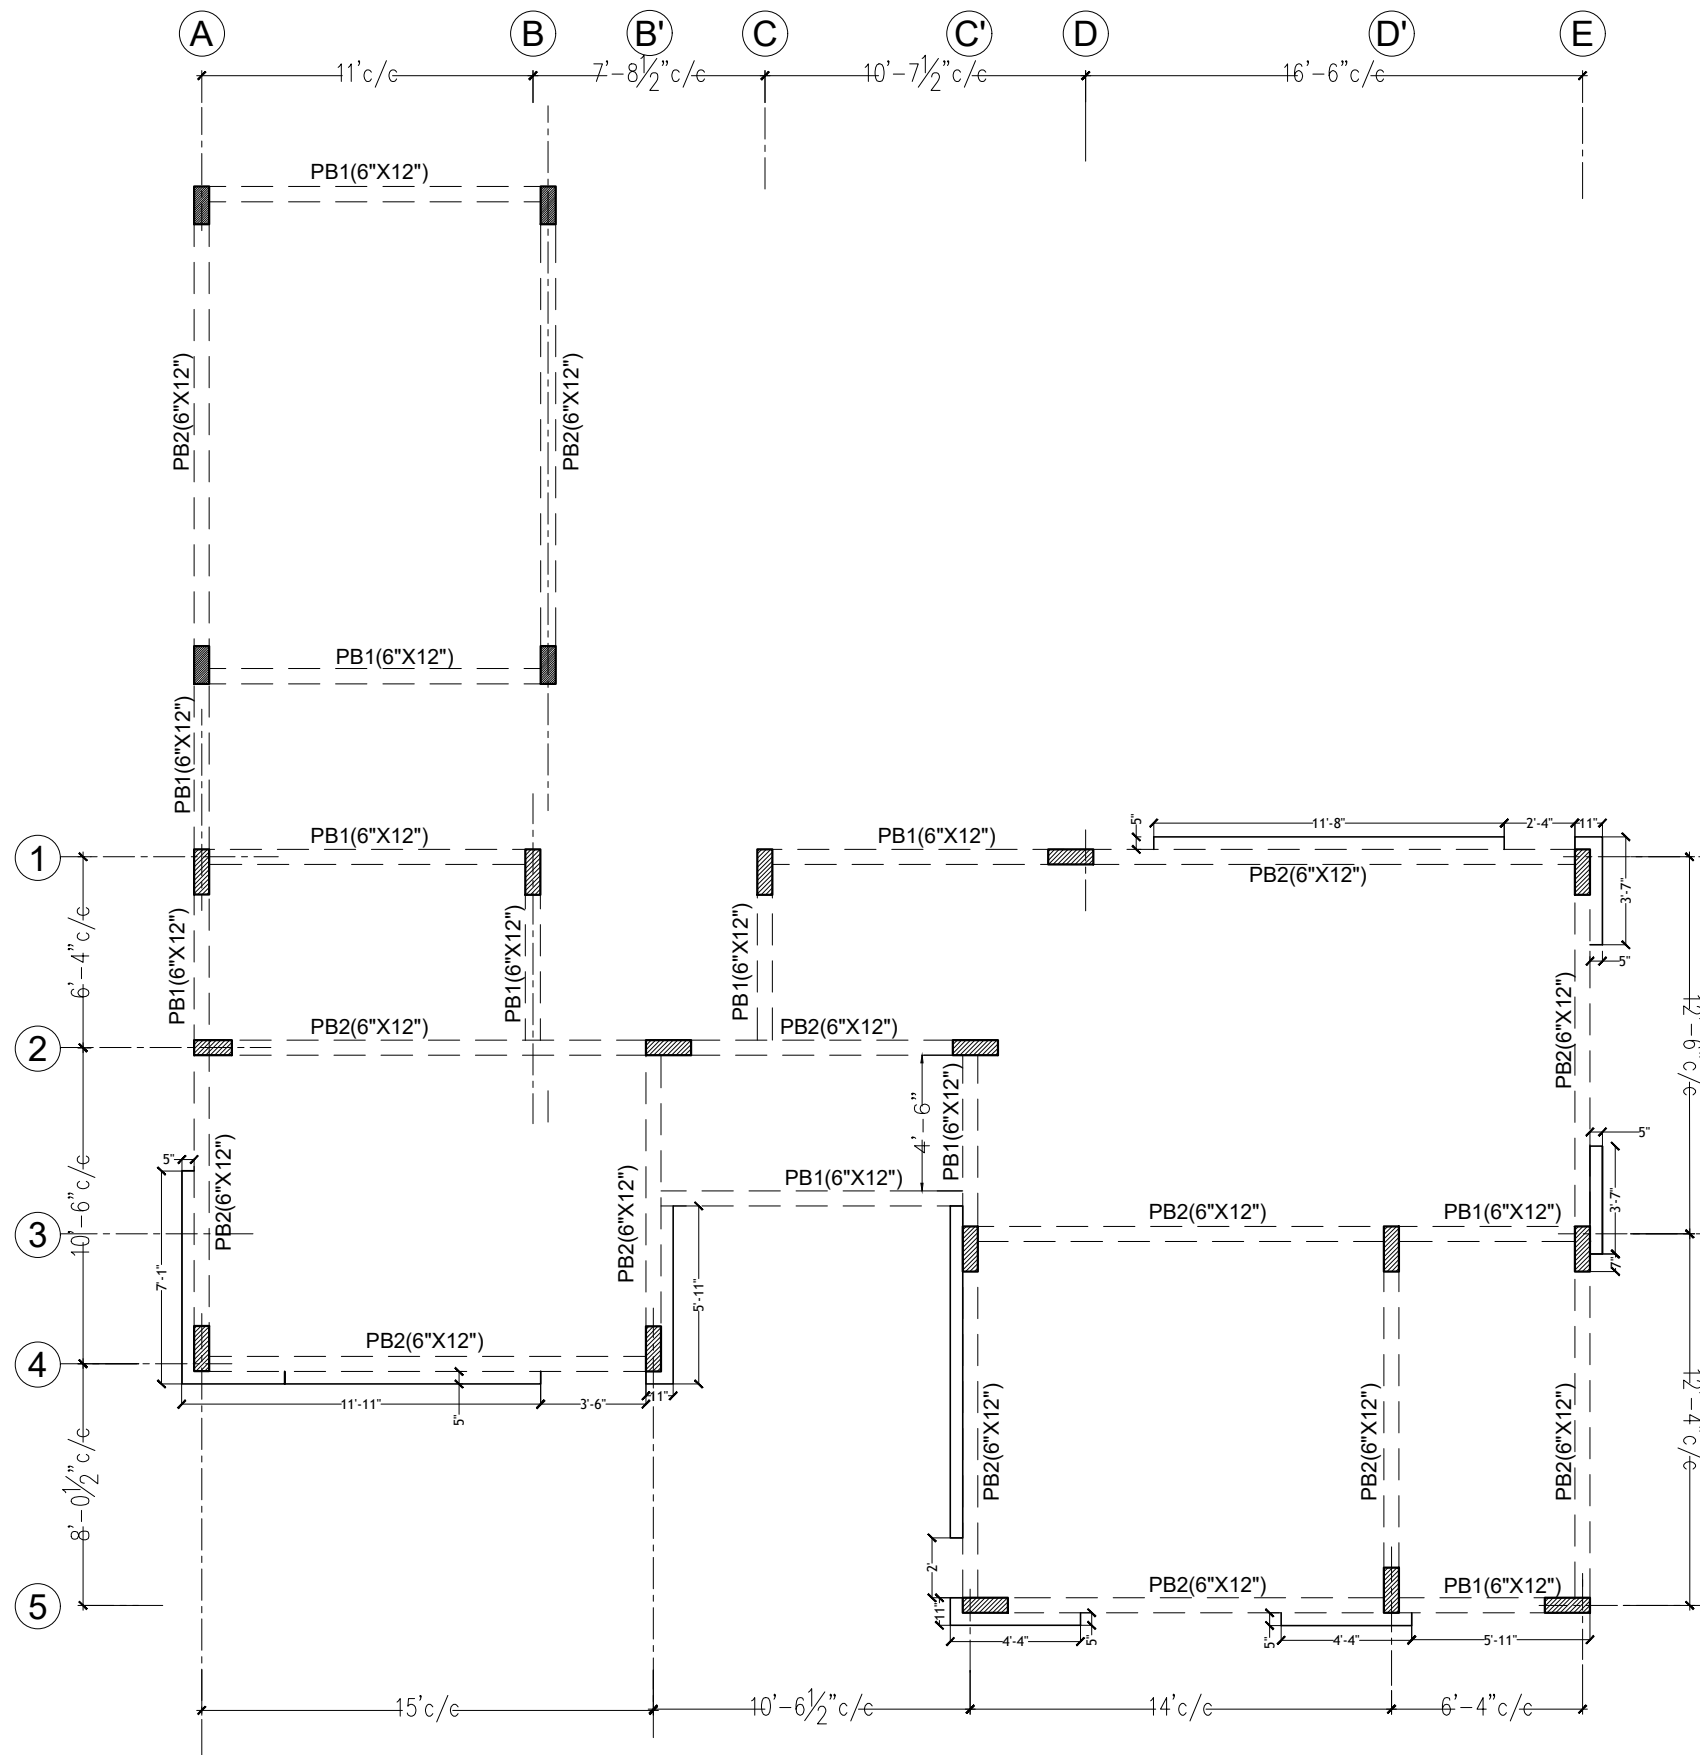 A B B' C C' D D' E
11'c/c 7'-8½"c/c 10'-7½"c/c 16'-6"c/c
PB1(6"X12")
PB2(6"X12") PB2(6"X12")
PB1(6"X12")
PB1(6"X12")
5" 11'-8" 2'-4" 11"
1 PB1(6"X12") PB1(6"X12")
PB2(6"X12")
3'-7"
6'-4"c/c PB1(6"X12") PB1(6"X12") PB1(6"X12")
5"
12'-6"c/c
PB2(6"X12")
2 PB2(6"X12") PB2(6"X12")
4'-6" PB1(6"X12")
5" 5"
PB2(6"X12") PB2(6"X12") PB1(6"X12")
3'-7"
10'-6"c/c
3 PB2(6"X12") PB1(6"X12")
7'-1" 7"
5'-11"
4 PB2(6"X12")
11"
11'-11" 5" 3'-6"
12'-4"c/c
PB2(6"X12") PB2(6"X12") PB2(6"X12")
8'-0½"c/c
2'
5 PB2(6"X12") PB1(6"X12")
11" 4'-4" 5" 5" 4'-4" 5'-11"
15'c/c 10'-6½"c/c 14'c/c 6'-4"c/c